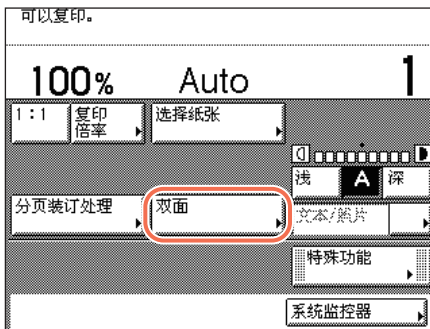 可以复印。
100% Auto 1
1:1 复印倍率 选择纸张
浅 A 深
分页装订处理 双面 文本/照片
特殊功能
系统监控器